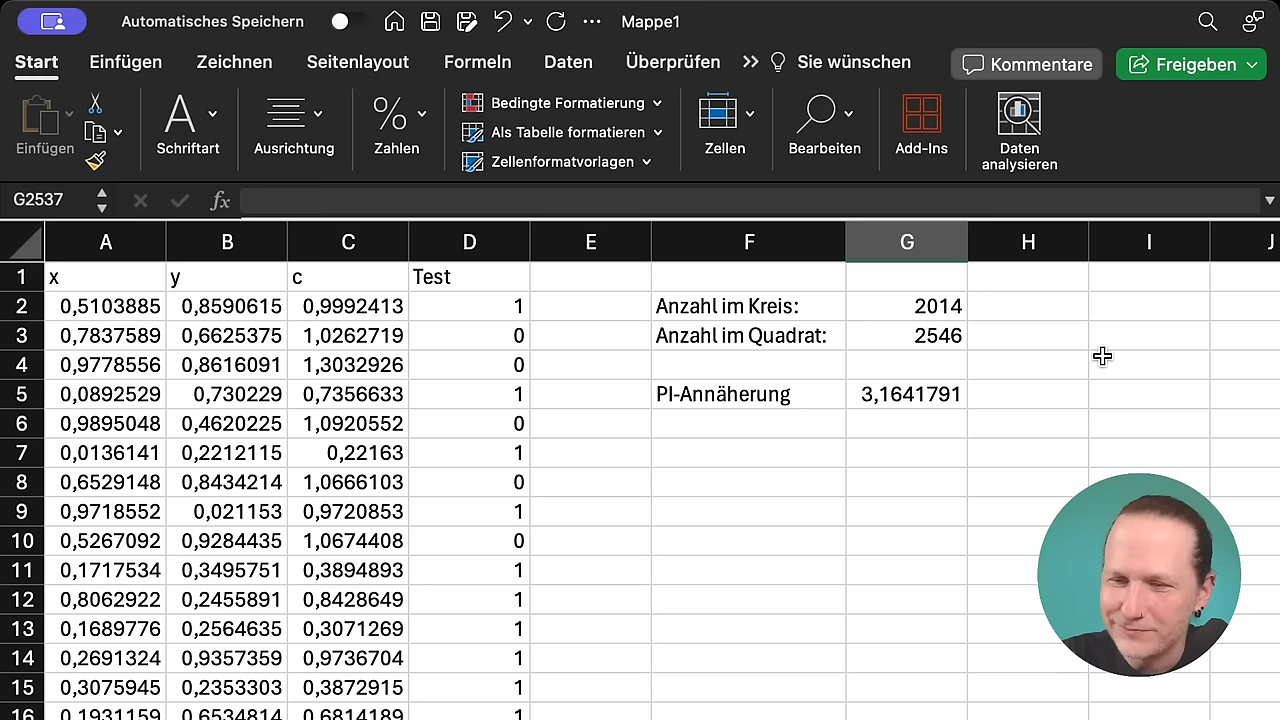 Automatisches Speichern Mappe1
Start Einfügen Zeichnen Seitenlayout Formeln Daten Überprüfen Sie wünschen Kommentare Freigeben
Einfügen
Schriftart
Ausrichtung
%
Zahlen
Bedingte Formatierung
Als Tabelle formatieren
Zellenformatvorlagen
Zellen
Bearbeiten
Add-Ins
Daten
analysieren
G2537 fx
A B C D E F G H I J
1 x y c Test
2 0,5103885 0,8590615 0,9992413 1 Anzahl im Kreis: 2014
3 0,7837589 0,6625375 1,0262719 0 Anzahl im Quadrat: 2546
4 0,9778556 0,8616091 1,3032926 0
5 0,0892529 0,730229 0,7356633 1 PI-Annäherung 3,1641791
6 0,9895048 0,4620225 1,0920552 0
7 0,0136141 0,2212115 0,22163 1
8 0,6529148 0,8434214 1,0666103 0
9 0,9718552 0,021153 0,9720853 1
10 0,5267092 0,9284435 1,0674408 0
11 0,1717534 0,3495751 0,3894893 1
12 0,8062922 0,2455891 0,8428649 1
13 0,1689776 0,2564635 0,3071269 1
14 0,2691324 0,9357359 0,9736704 1
15 0,3075945 0,2353303 0,3872915 1
16 0,1931159 0,6534814 0,6814189 1